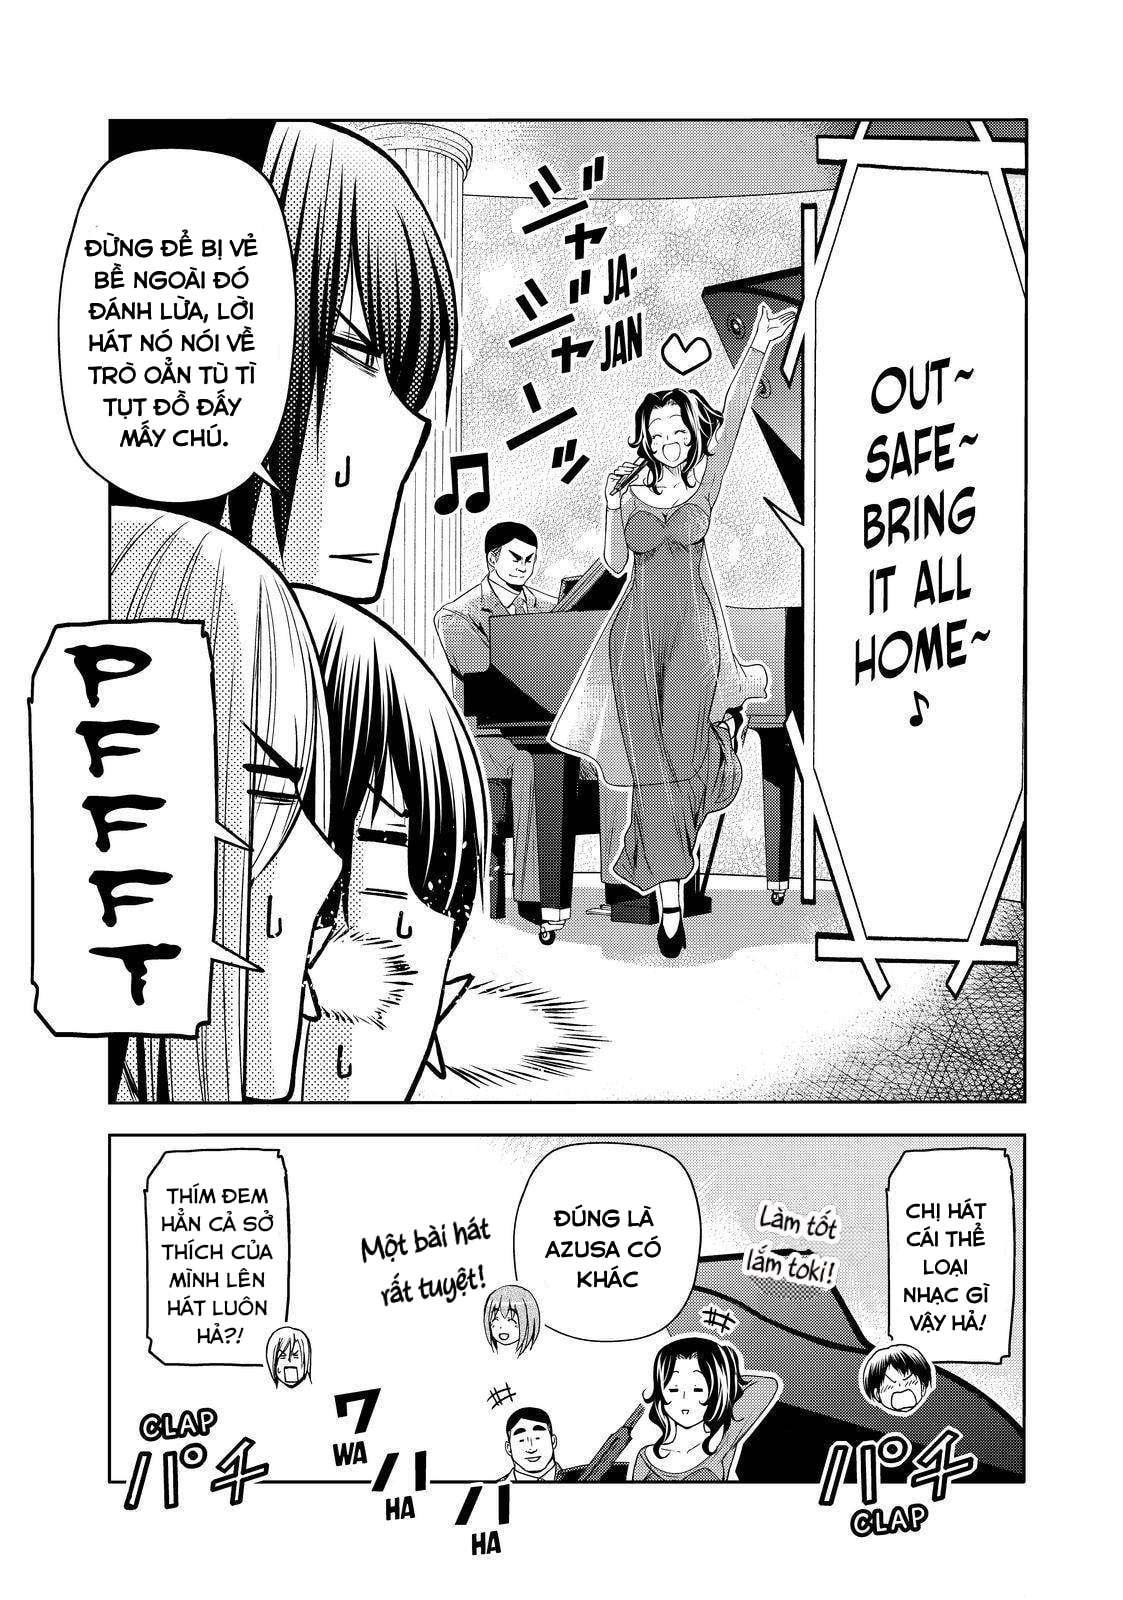 OUT~
SAFE~
BRING
IT ALL
HOME~
♪
ジャ
ジャーン
JA-
JAN
ĐỪNG ĐỂ BỊ VẺ
BỀ NGOÀI ĐÓ
ĐÁNH LỪA, LỜI
HÁT NÓ NÓI VỀ
TRÒ OẲN TÙ TÌ
TỤT ĐỒ ĐẤY
MẤY CHÚ.
PFFFT
CHỊ HÁT
CÁI THỂ
LOẠI
NHẠC GÌ
VẬY HẢ!
Làm tốt
lắm toki!
ĐÚNG LÀ
AZUSA CÓ
KHÁC
Một bài hát
rất tuyệt!
THÍM ĐEM
HẲN CẢ SỞ
THÍCH CỦA
MÌNH LÊN
HÁT LUÔN
HẢ?!
パチ
CLAP
ワ
WA
ハ
HA
ハ
HA
CLAP
パチ